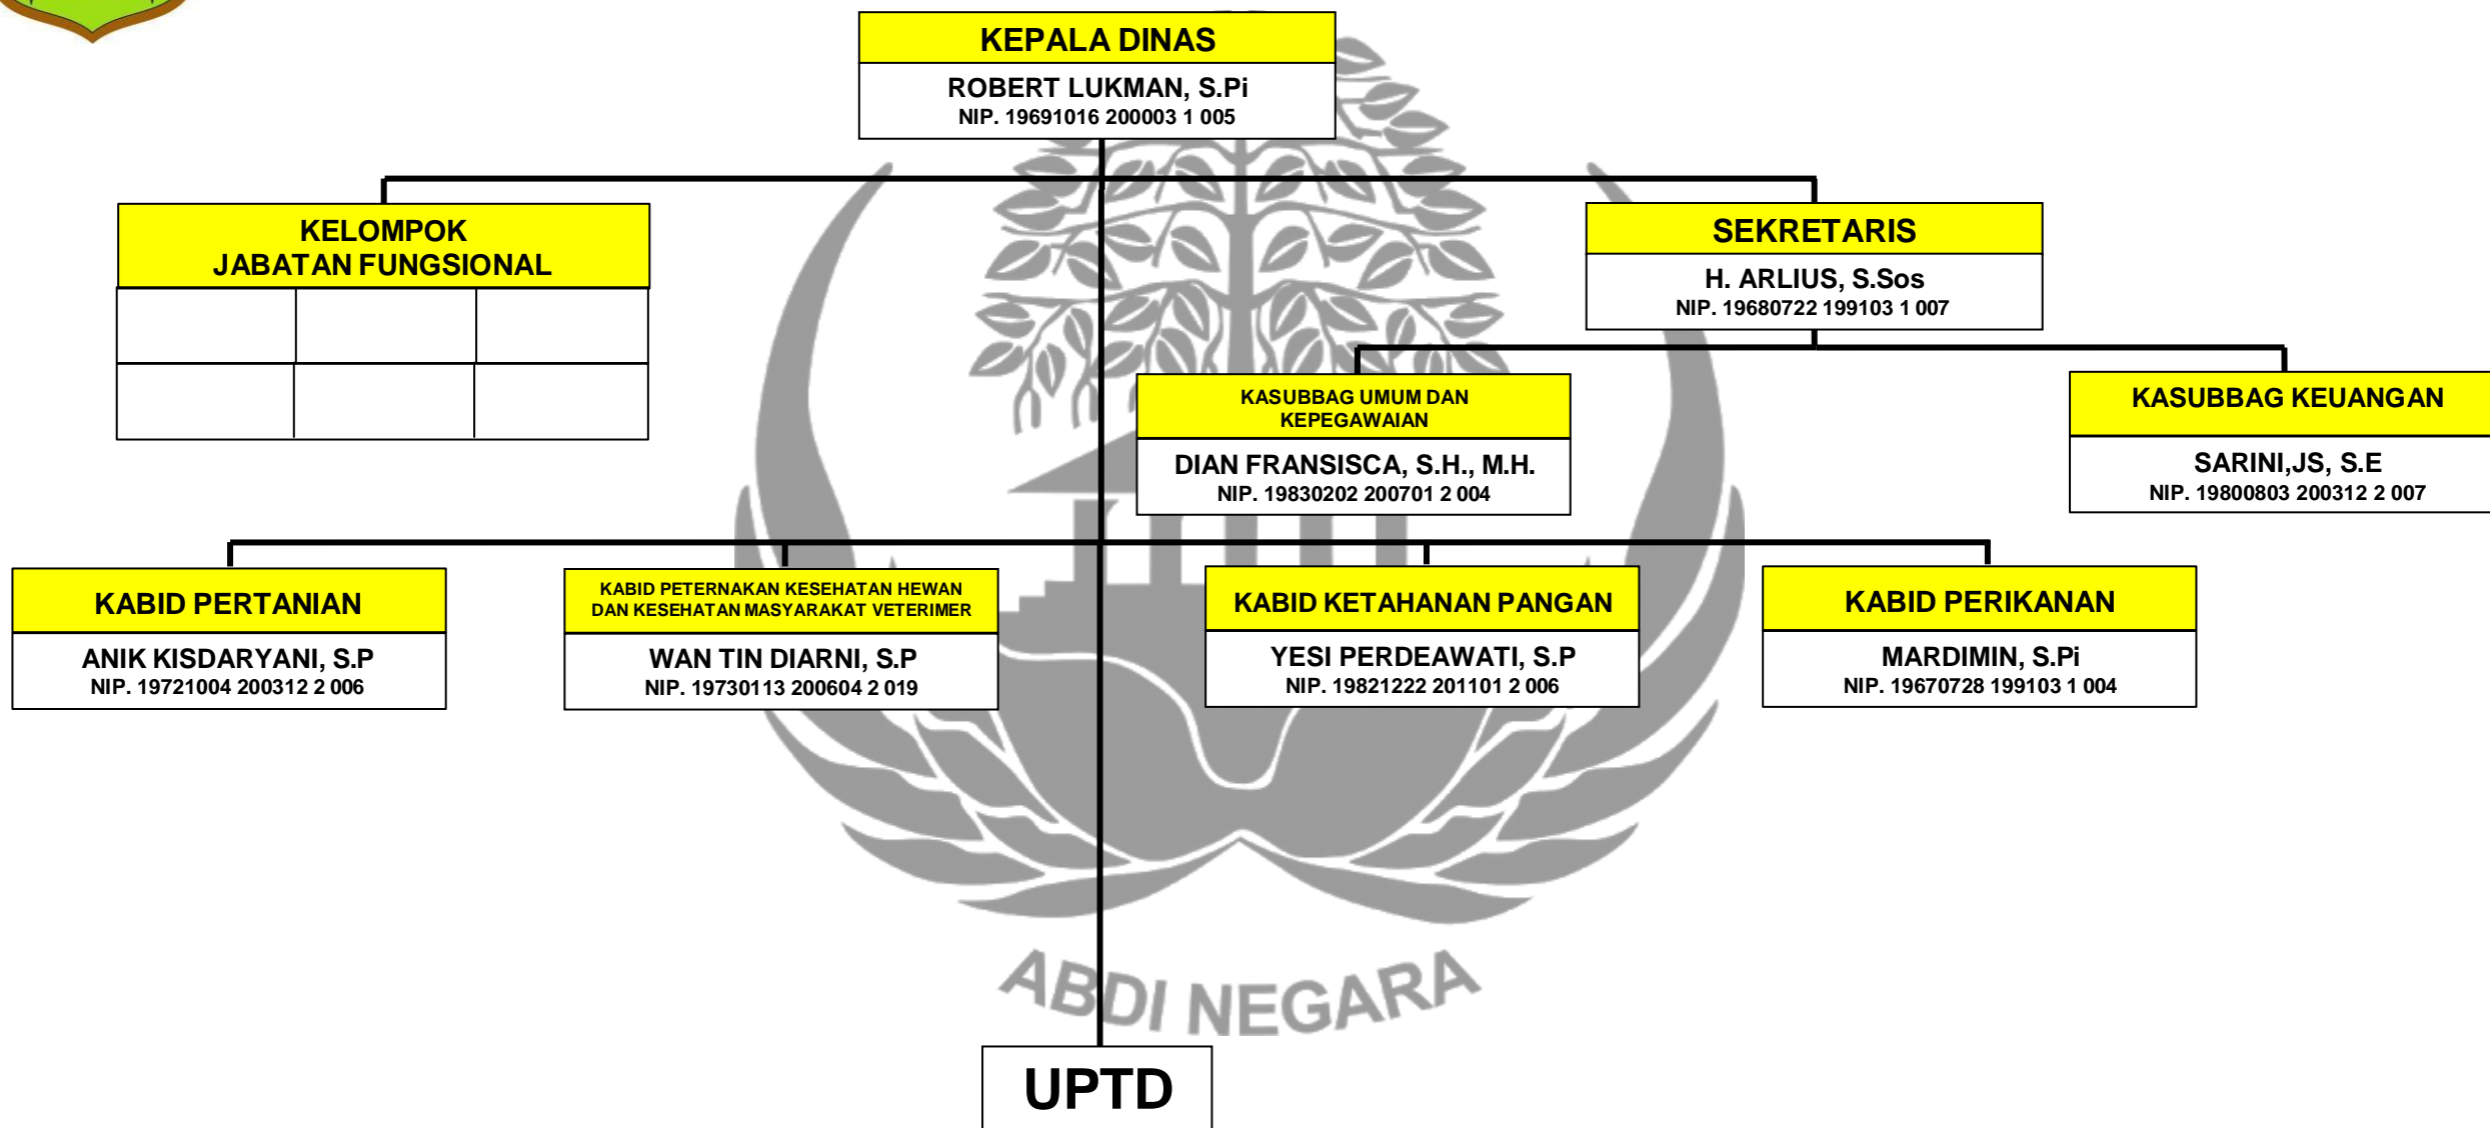 KEPALA DINAS
ROBERT LUKMAN, S.Pi
NIP. 19691016 200003 1 005
KELOMPOK
JABATAN FUNGSIONAL
SEKRETARIS
H. ARLIUS, S.Sos
NIP. 19680722 199103 1 007
KASUBBAG UMUM DAN
KEPEGAWAIAN
DIAN FRANSISCA, S.H., M.H.
NIP. 19830202 200701 2 004
KASUBBAG KEUANGAN
SARINI,JS, S.E
NIP. 19800803 200312 2 007
KABID PERTANIAN
ANIK KISDARYANI, S.P
NIP. 19721004 200312 2 006
KABID PETERNAKAN KESEHATAN HEWAN
DAN KESEHATAN MASYARAKAT VETERIMER
WAN TIN DIARNI, S.P
NIP. 19730113 200604 2 019
KABID KETAHANAN PANGAN
YESI PERDEAWATI, S.P
NIP. 19821222 201101 2 006
KABID PERIKANAN
MARDIMIN, S.Pi
NIP. 19670728 199103 1 004
ABDI NEGARA
UPTD